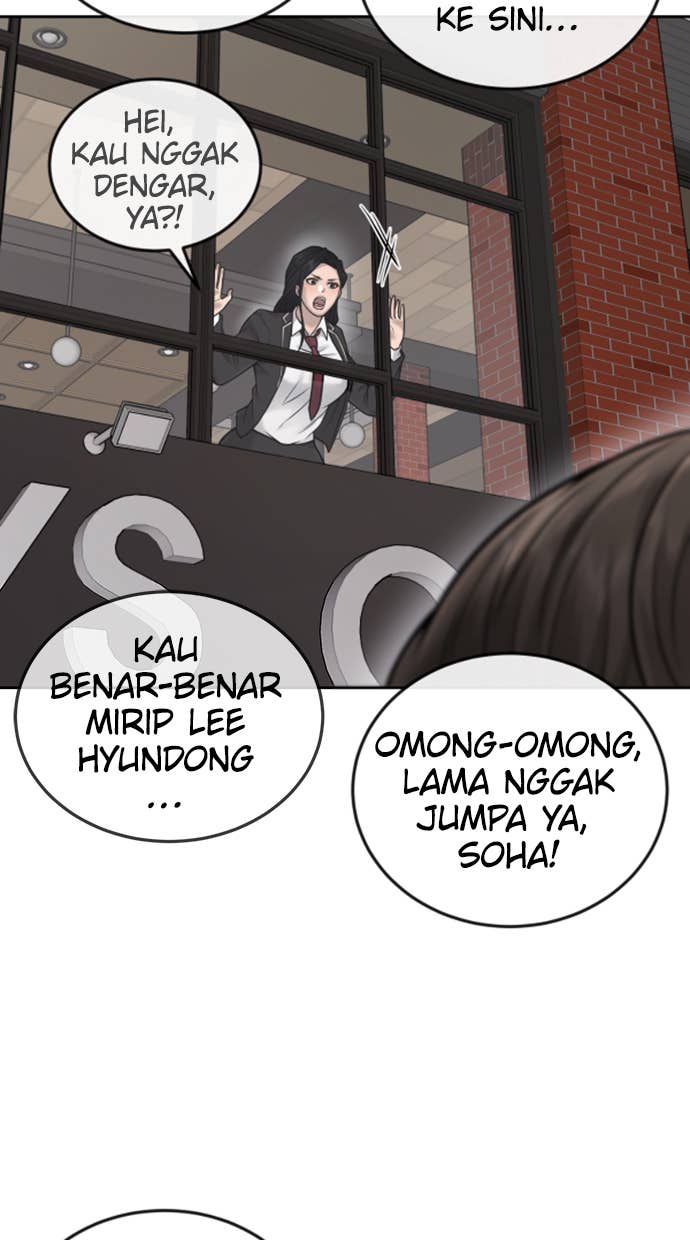 KE SINI...
HEI,
KAU NGGAK
DENGAR,
YA?!
YS C
KAU
BENAR-BENAR
MIRIP LEE
HYUNDONG
...
OMONG-OMONG,
LAMA NGGAK
JUMPA YA,
SOHA!